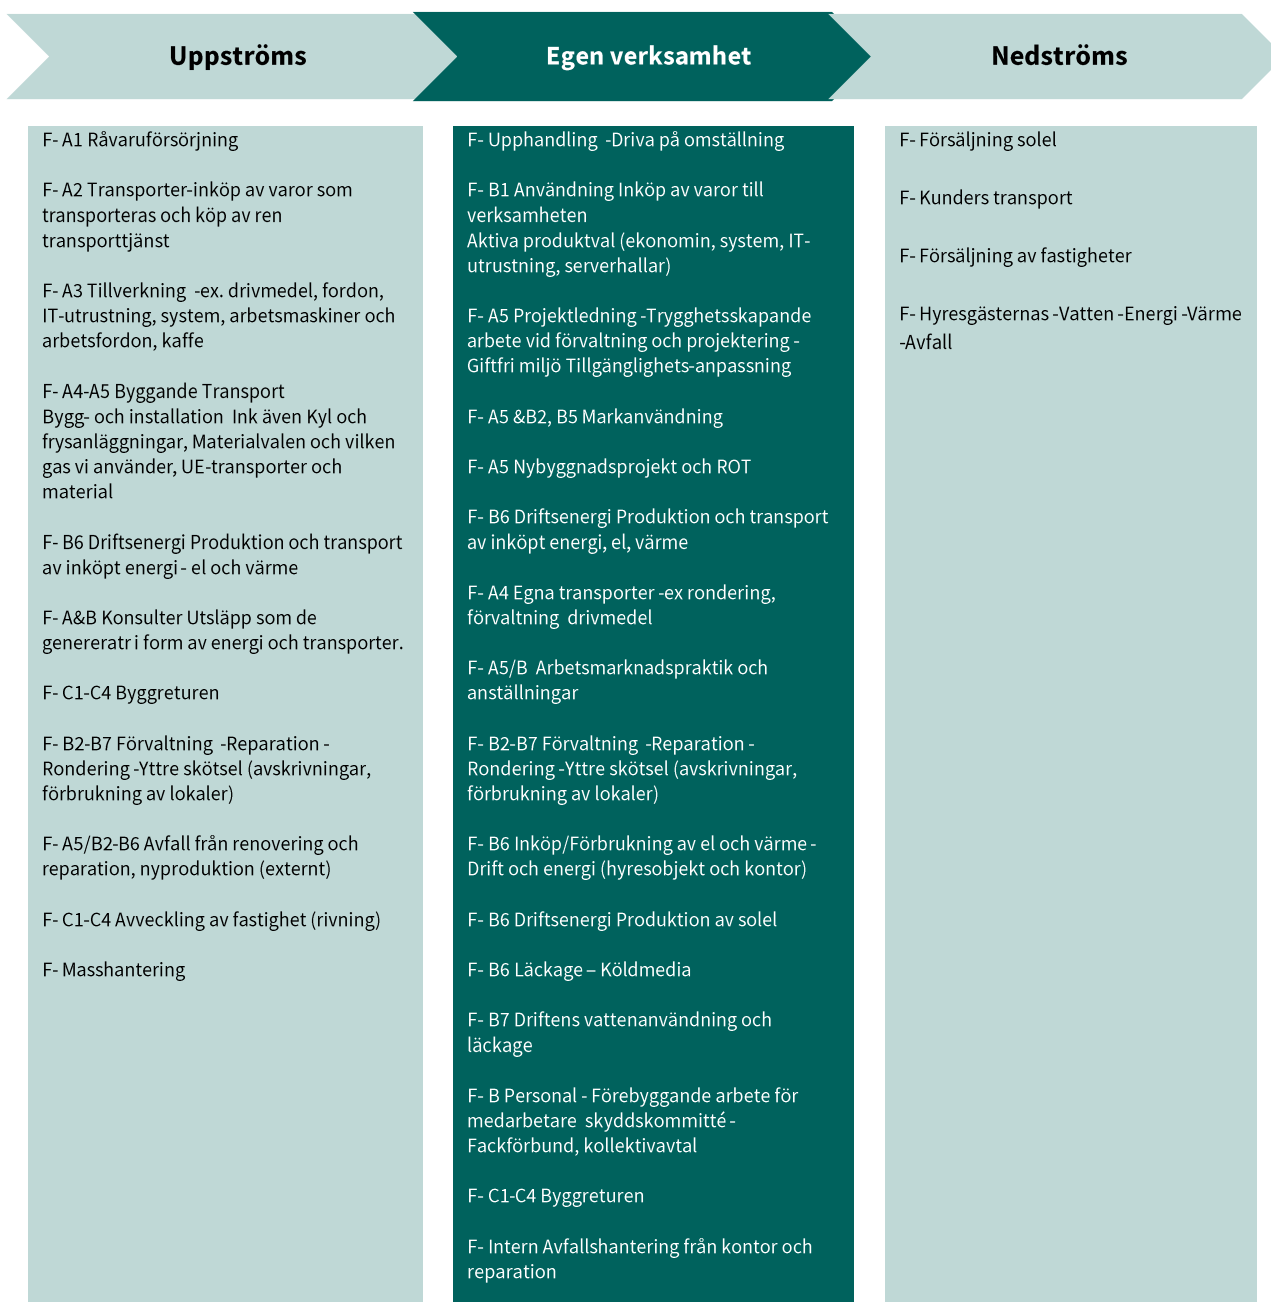 Uppströms
Egen verksamhet
Nedströms
F- A1 Råvaruförsörjning
F- A2 Transporter-inköp av varor som
transporteras och köp av ren
transporttjänst
F- A3 Tillverkning -ex. drivmedel, fordon,
IT-utrustning, system, arbetsmaskiner och
arbetsfordon, kaffe
F- A4-A5 Byggande Transport
Bygg- och installation Ink även Kyl och
frysanläggningar, Materialvalen och vilken
gas vi använder, UE-transporter och
material
F- B6 Driftsenergi Produktion och transport
av inköpt energi - el och värme
F- A&B Konsulter Utsläpp som de
genereratr i form av energi och transporter.
F- C1-C4 Byggreturen
F- B2-B7 Förvaltning -Reparation -
Rondering -Yttre skötsel (avskrivningar,
förbrukning av lokaler)
F- A5/B2-B6 Avfall från renovering och
reparation, nyproduktion (externt)
F- C1-C4 Avveckling av fastighet (rivning)
F- Masshantering
F- Upphandling -Driva på omställning
F- B1 Användning Inköp av varor till
verksamheten
Aktiva produktval (ekonomin, system, IT-
utrustning, serverhallar)
F- A5 Projektledning -Trygghetsskapande
arbete vid förvaltning och projektering -
Giftfri miljö Tillgänglighets-anpassning
F- A5 &B2, B5 Markanvändning
F- A5 Nybyggnadsprojekt och ROT
F- B6 Driftsenergi Produktion och transport
av inköpt energi, el, värme
F- A4 Egna transporter -ex rondering,
förvaltning drivmedel
F- A5/B Arbetsmarknadspraktik och
anställningar
F- B2-B7 Förvaltning -Reparation -
Rondering -Yttre skötsel (avskrivningar,
förbrukning av lokaler)
F- B6 Inköp/Förbrukning av el och värme -
Drift och energi (hyresobjekt och kontor)
F- B6 Driftsenergi Produktion av solel
F- B6 Läckage – Köldmedia
F- B7 Driftens vattenanvändning och
läckage
F- B Personal - Förebyggande arbete för
medarbetare skyddskommitté -
Fackförbund, kollektivavtal
F- C1-C4 Byggreturen
F- Intern Avfallshantering från kontor och
reparation
F- Försäljning solel
F- Kunders transport
F- Försäljning av fastigheter
F- Hyresgästernas -Vatten -Energi -Värme
-Avfall